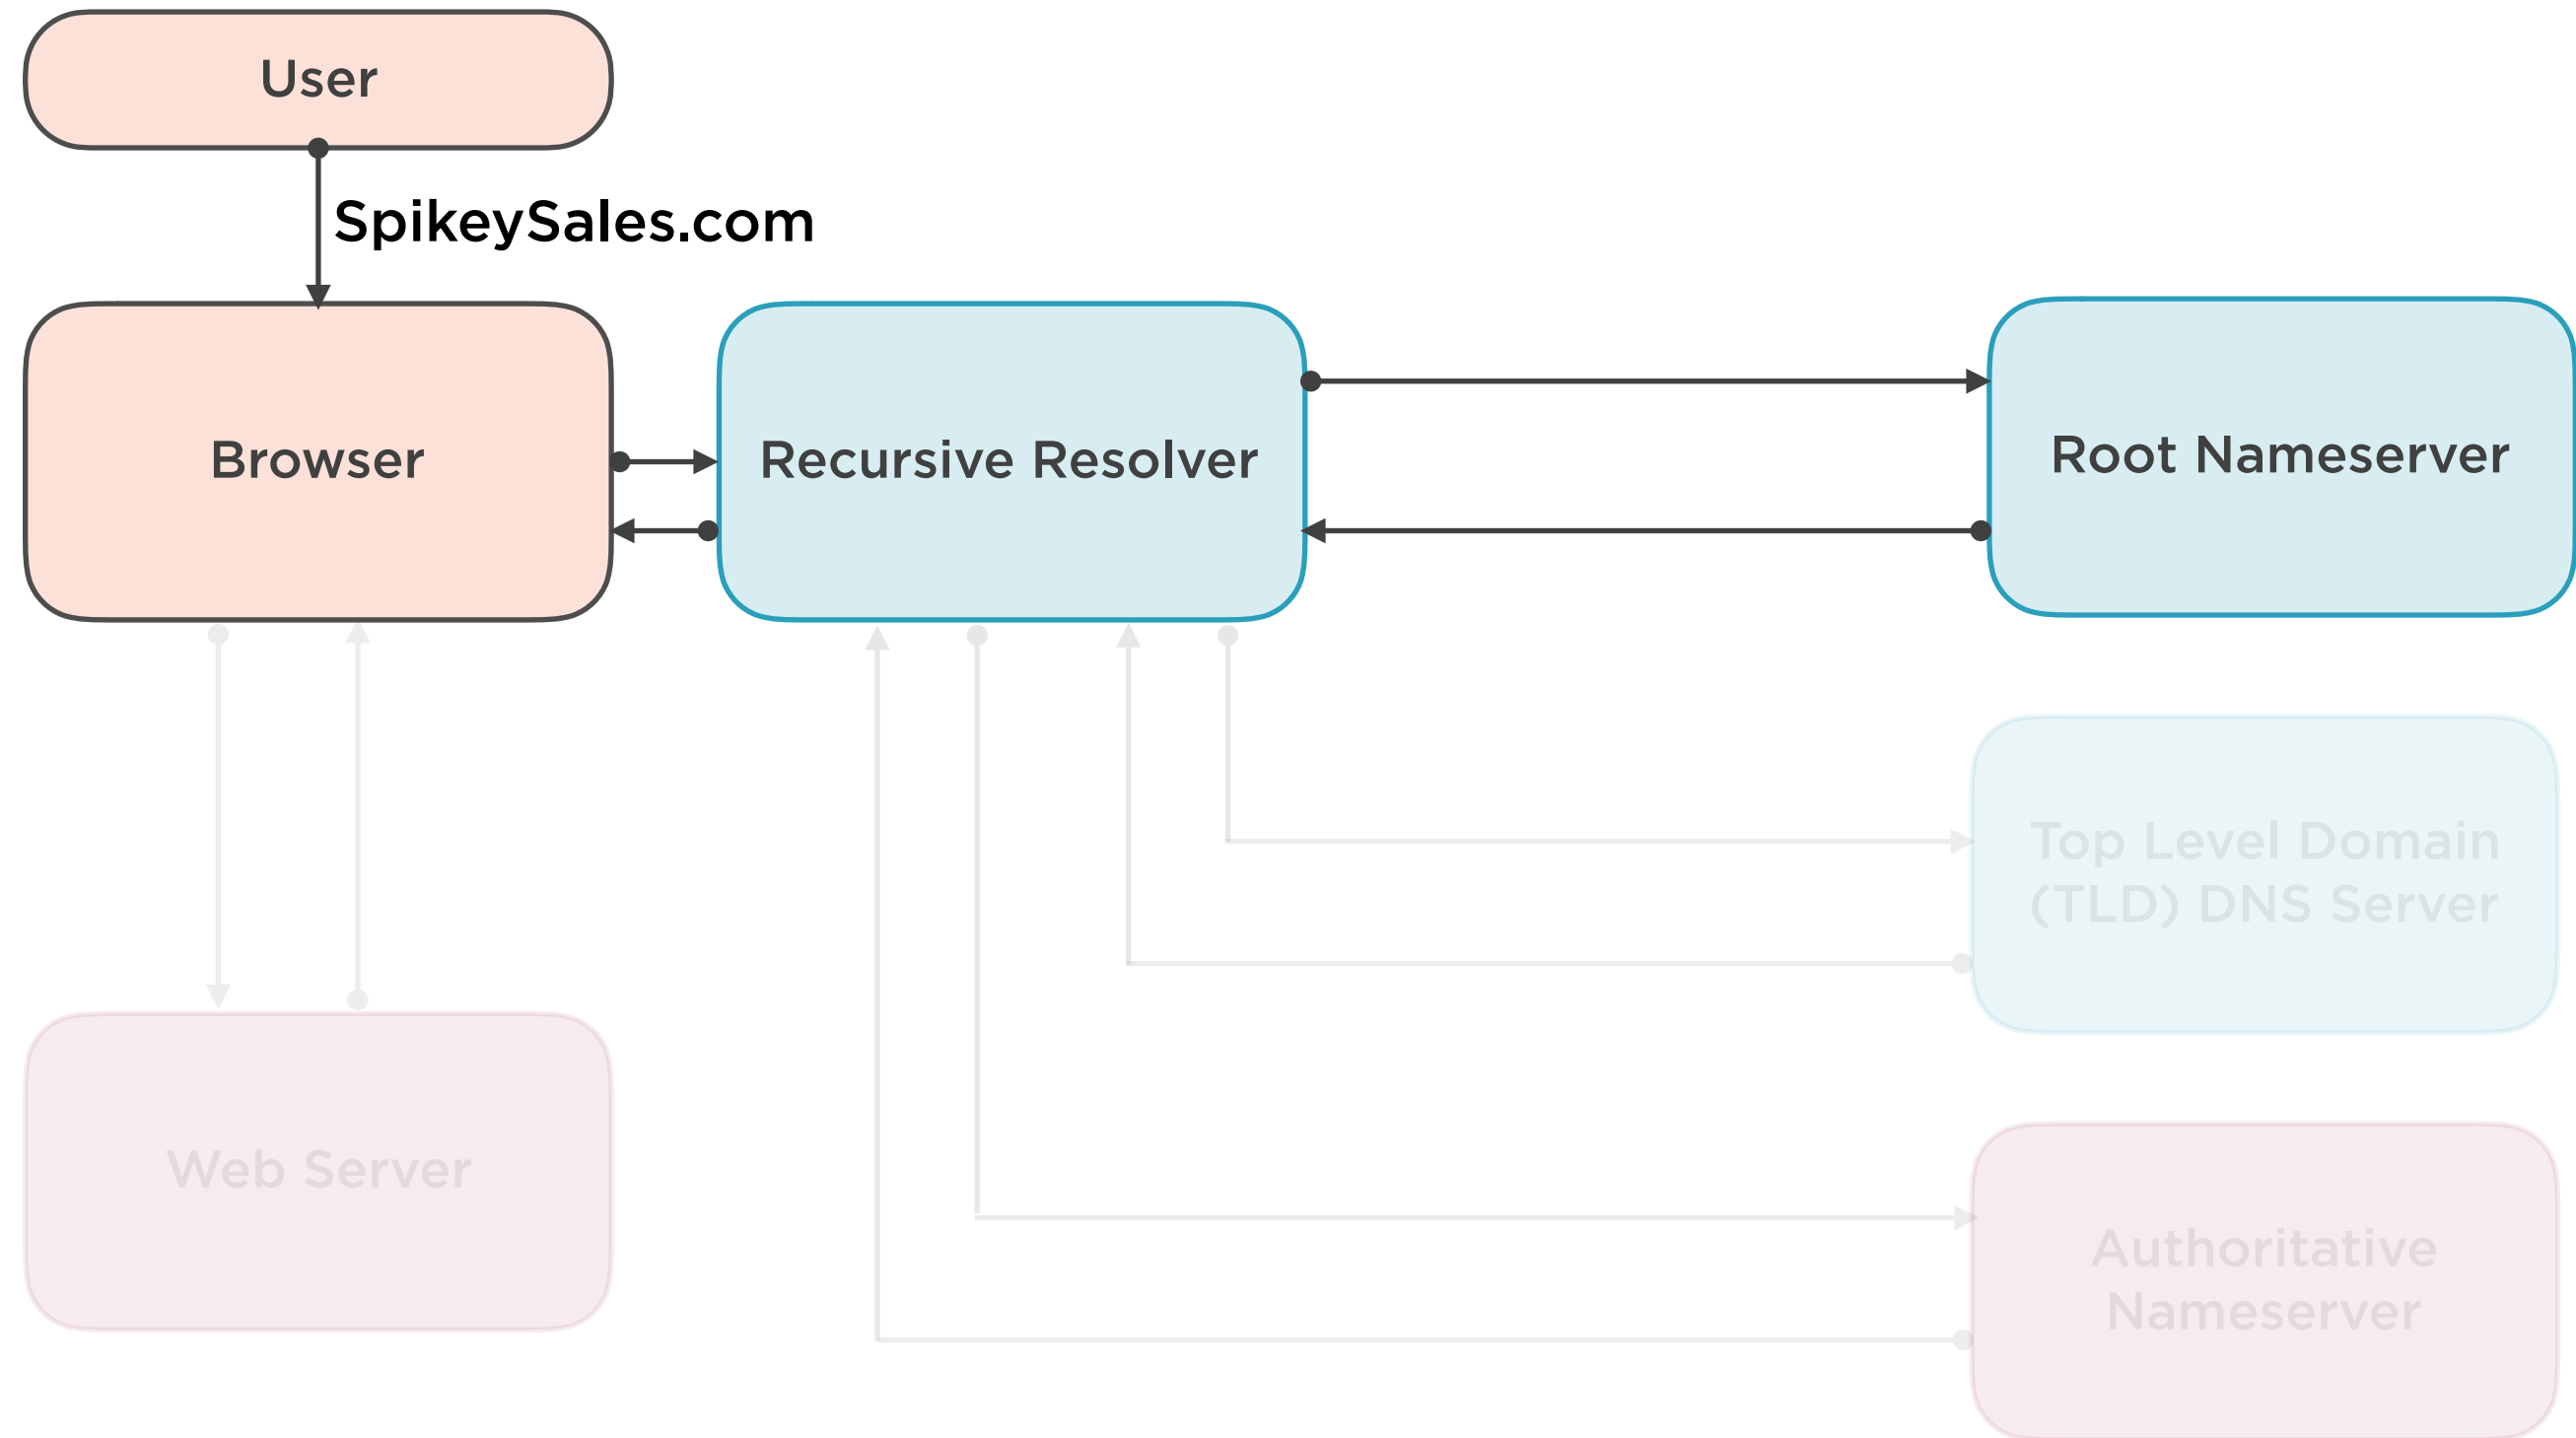 User
SpikeySales.com
Browser
Recursive Resolver
Root Nameserver
Top Level Domain
(TLD) DNS Server
Web Server
Authoritative
Nameserver